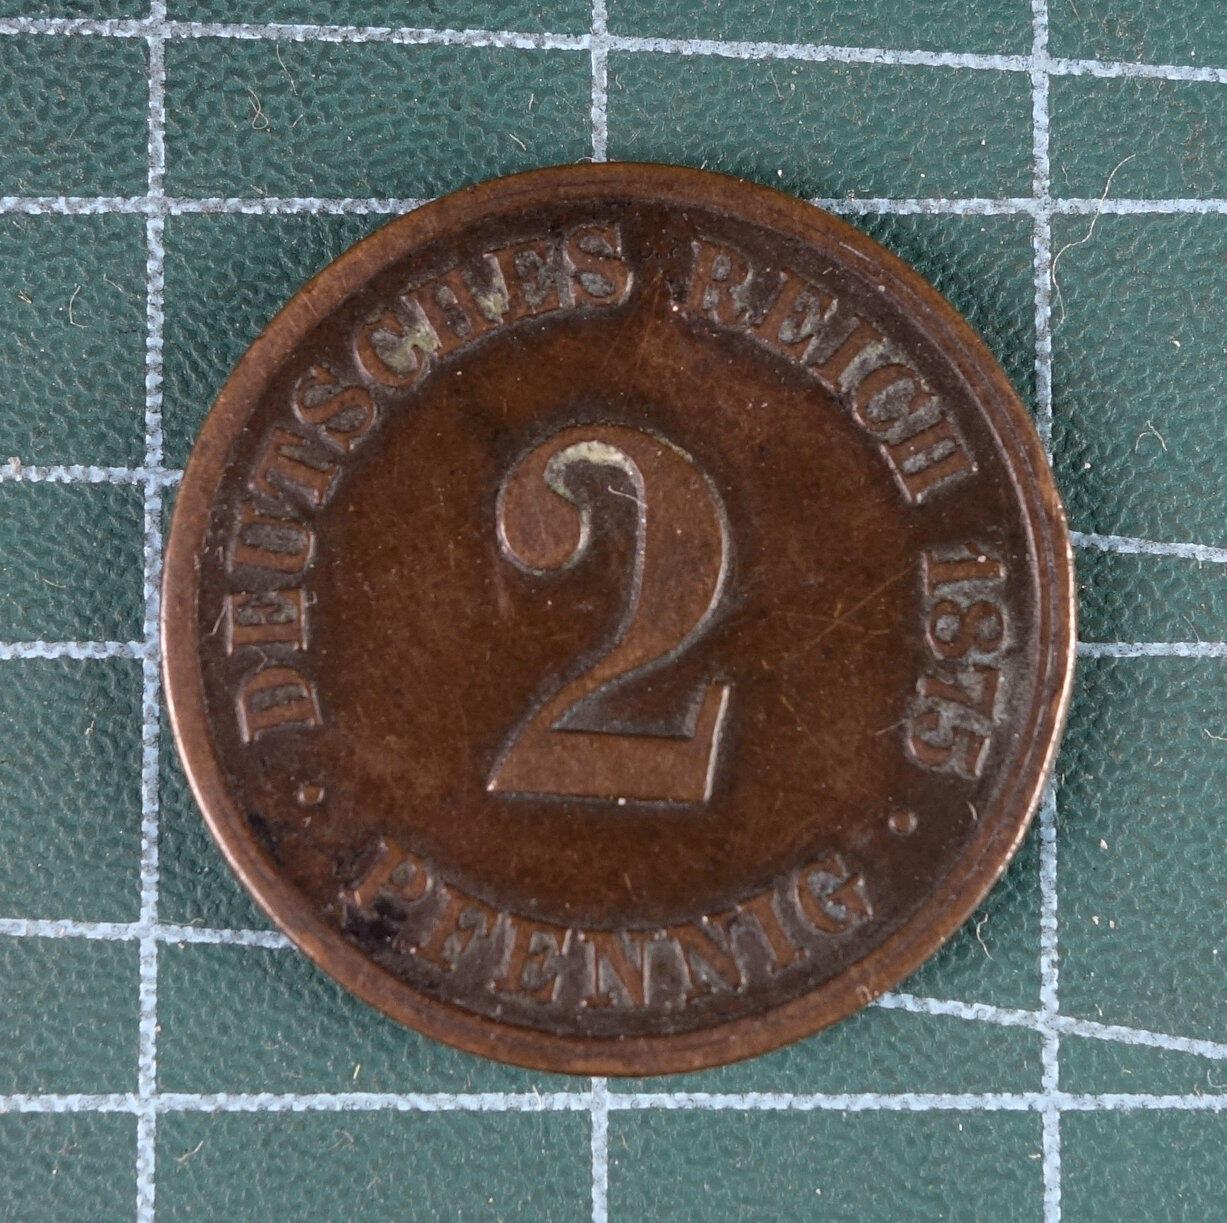 DEUTSCHES REICH 1875
2
· PFENNIG ·